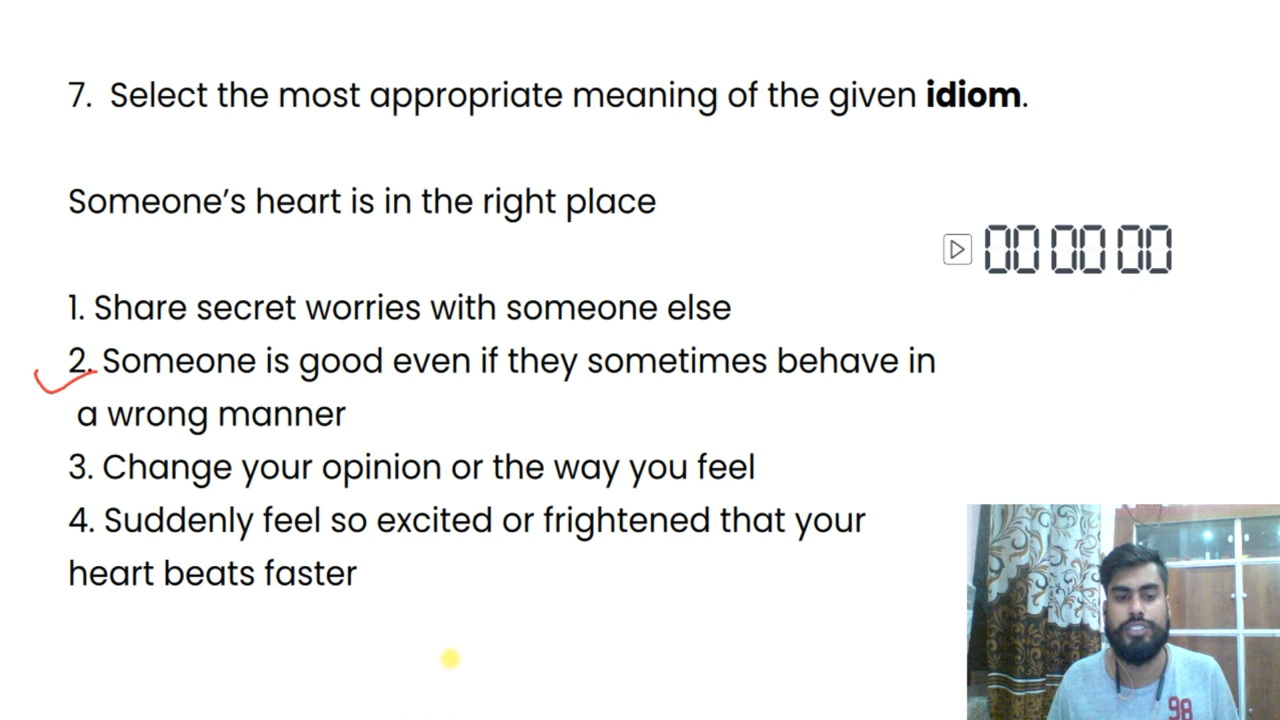 7. Select the most appropriate meaning of the given idiom.
Someone’s heart is in the right place
00 00 00
1. Share secret worries with someone else
2. Someone is good even if they sometimes behave in
a wrong manner
3. Change your opinion or the way you feel
4. Suddenly feel so excited or frightened that your
heart beats faster
98